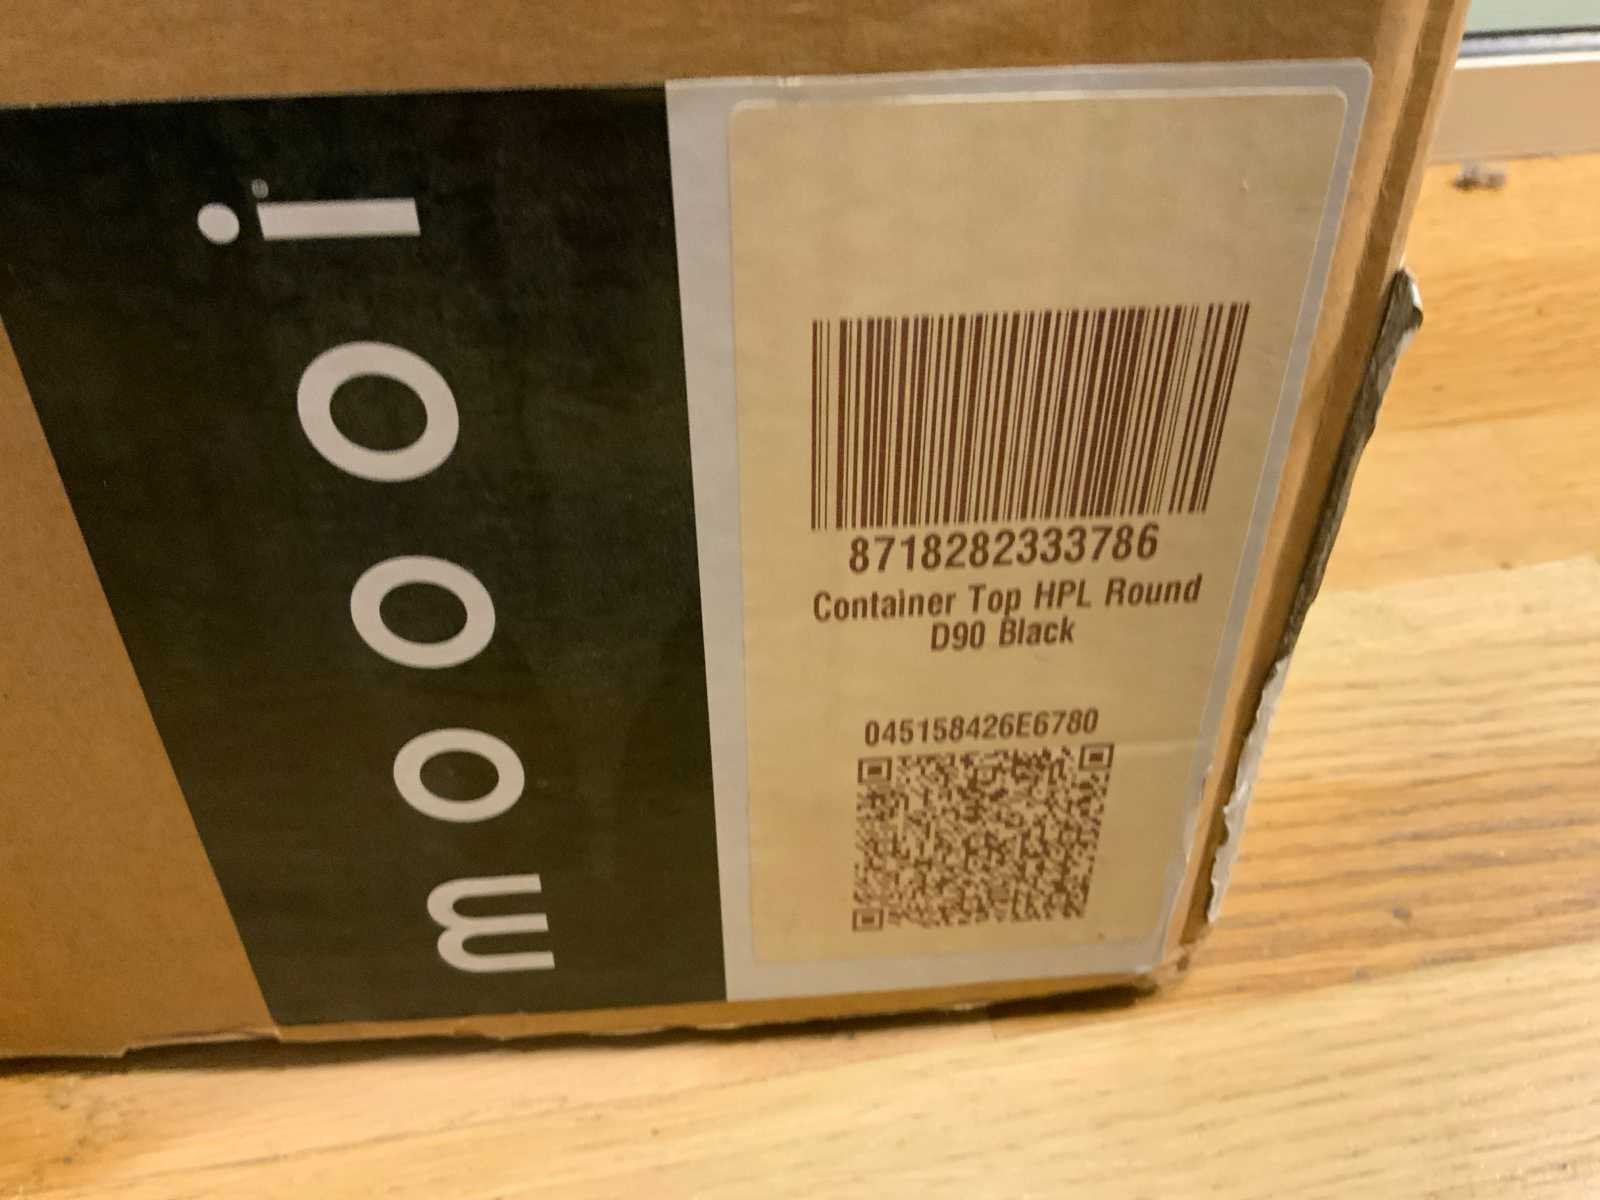 moooi®
8718282333786
Container Top HPL Round
D90 Black
045158426E6780